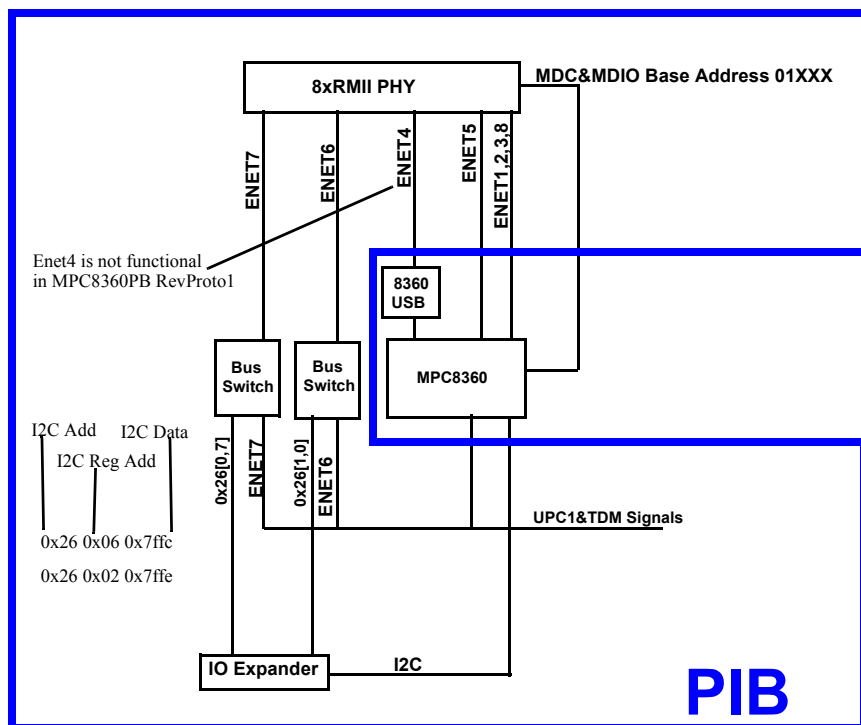 8xRMII PHY
MDC&MDIO Base Address 01XXX
ENET7
ENET6
ENET4
ENET5
ENET1,2,3,8
Enet4 is not functional
in MPC8360PB RevProto1
8360
USB
Bus
Switch
Bus
Switch
MPC8360
I2C Add
I2C Data
I2C Reg Add
0x26[0,7]
ENET7
0x26[1,0]
ENET6
UPC1&TDM Signals
0x26 0x06 0x7ffc
0x26 0x02 0x7ffe
IO Expander
I2C
PIB